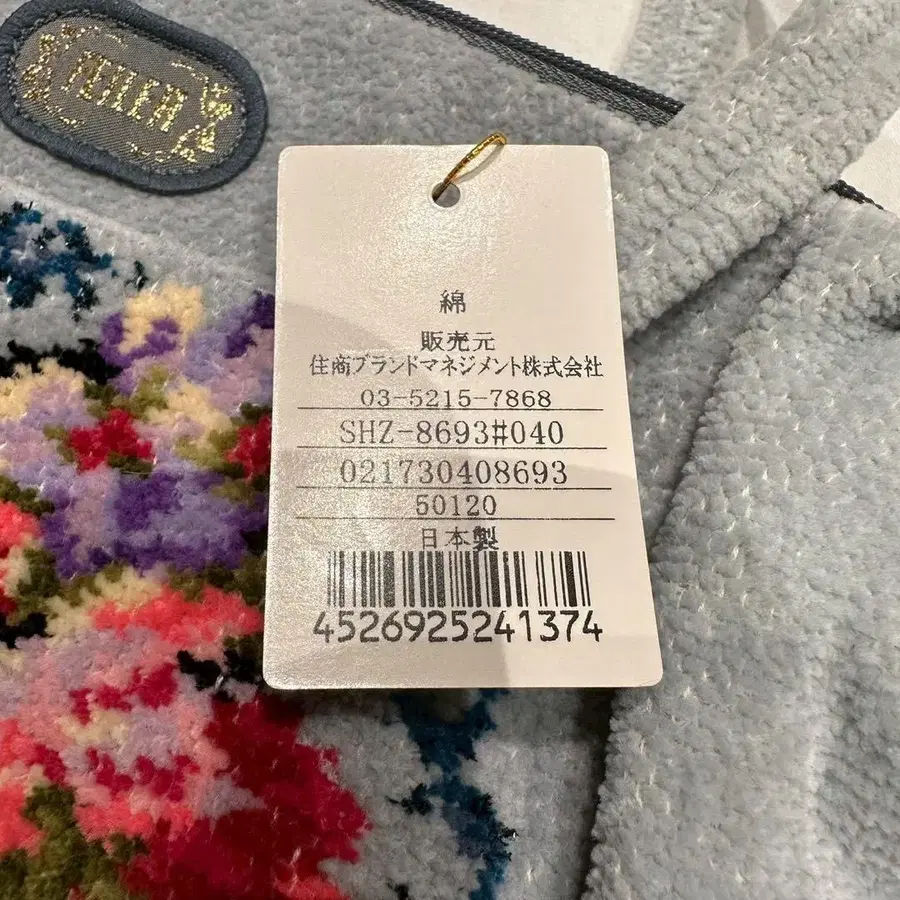 FEILER
綿
販売元
住商ブランドマネジメント株式会社
03-5215-7868
SHZ-8693#040
021730408693
50120
日本製
4526925241374